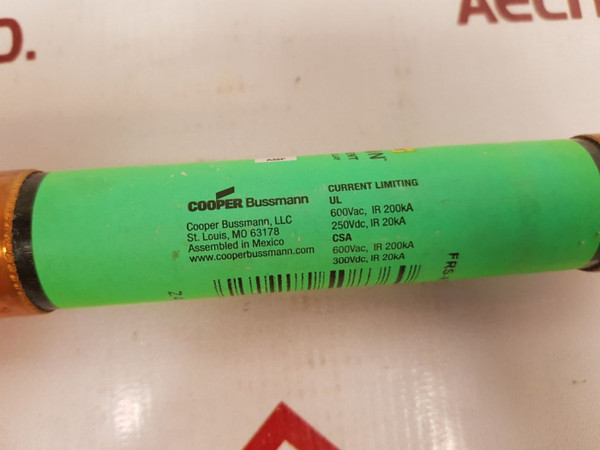 COOPER Bussmann
Cooper Bussmann, LLC
St. Louis, MO 63178
Assembled in Mexico
www.cooperbussmann.com
CURRENT LIMITING
UL
600Vac, IR 200kA
250Vdc, IR 20kA
CSA
600Vac, IR 200kA
300Vdc, IR 20kA
FRS